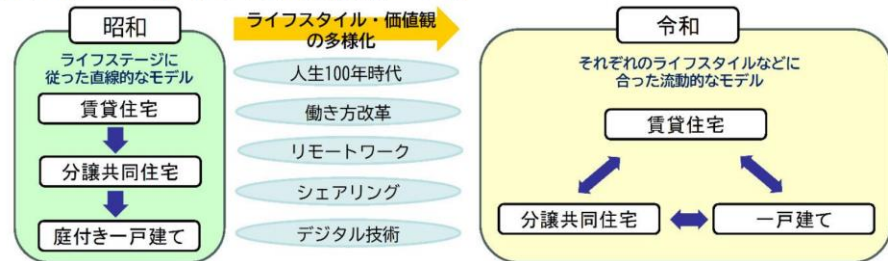 昭和
ライフステージに
従った直線的なモデル
賃貸住宅
分譲共同住宅
庭付き一戸建て
ライフスタイル・価値観
の多様化
人生100年時代
働き方改革
リモートワーク
シェアリング
デジタル技術
令和
それぞれのライフスタイルなどに
合った流動的なモデル
賃貸住宅
分譲共同住宅
一戸建て